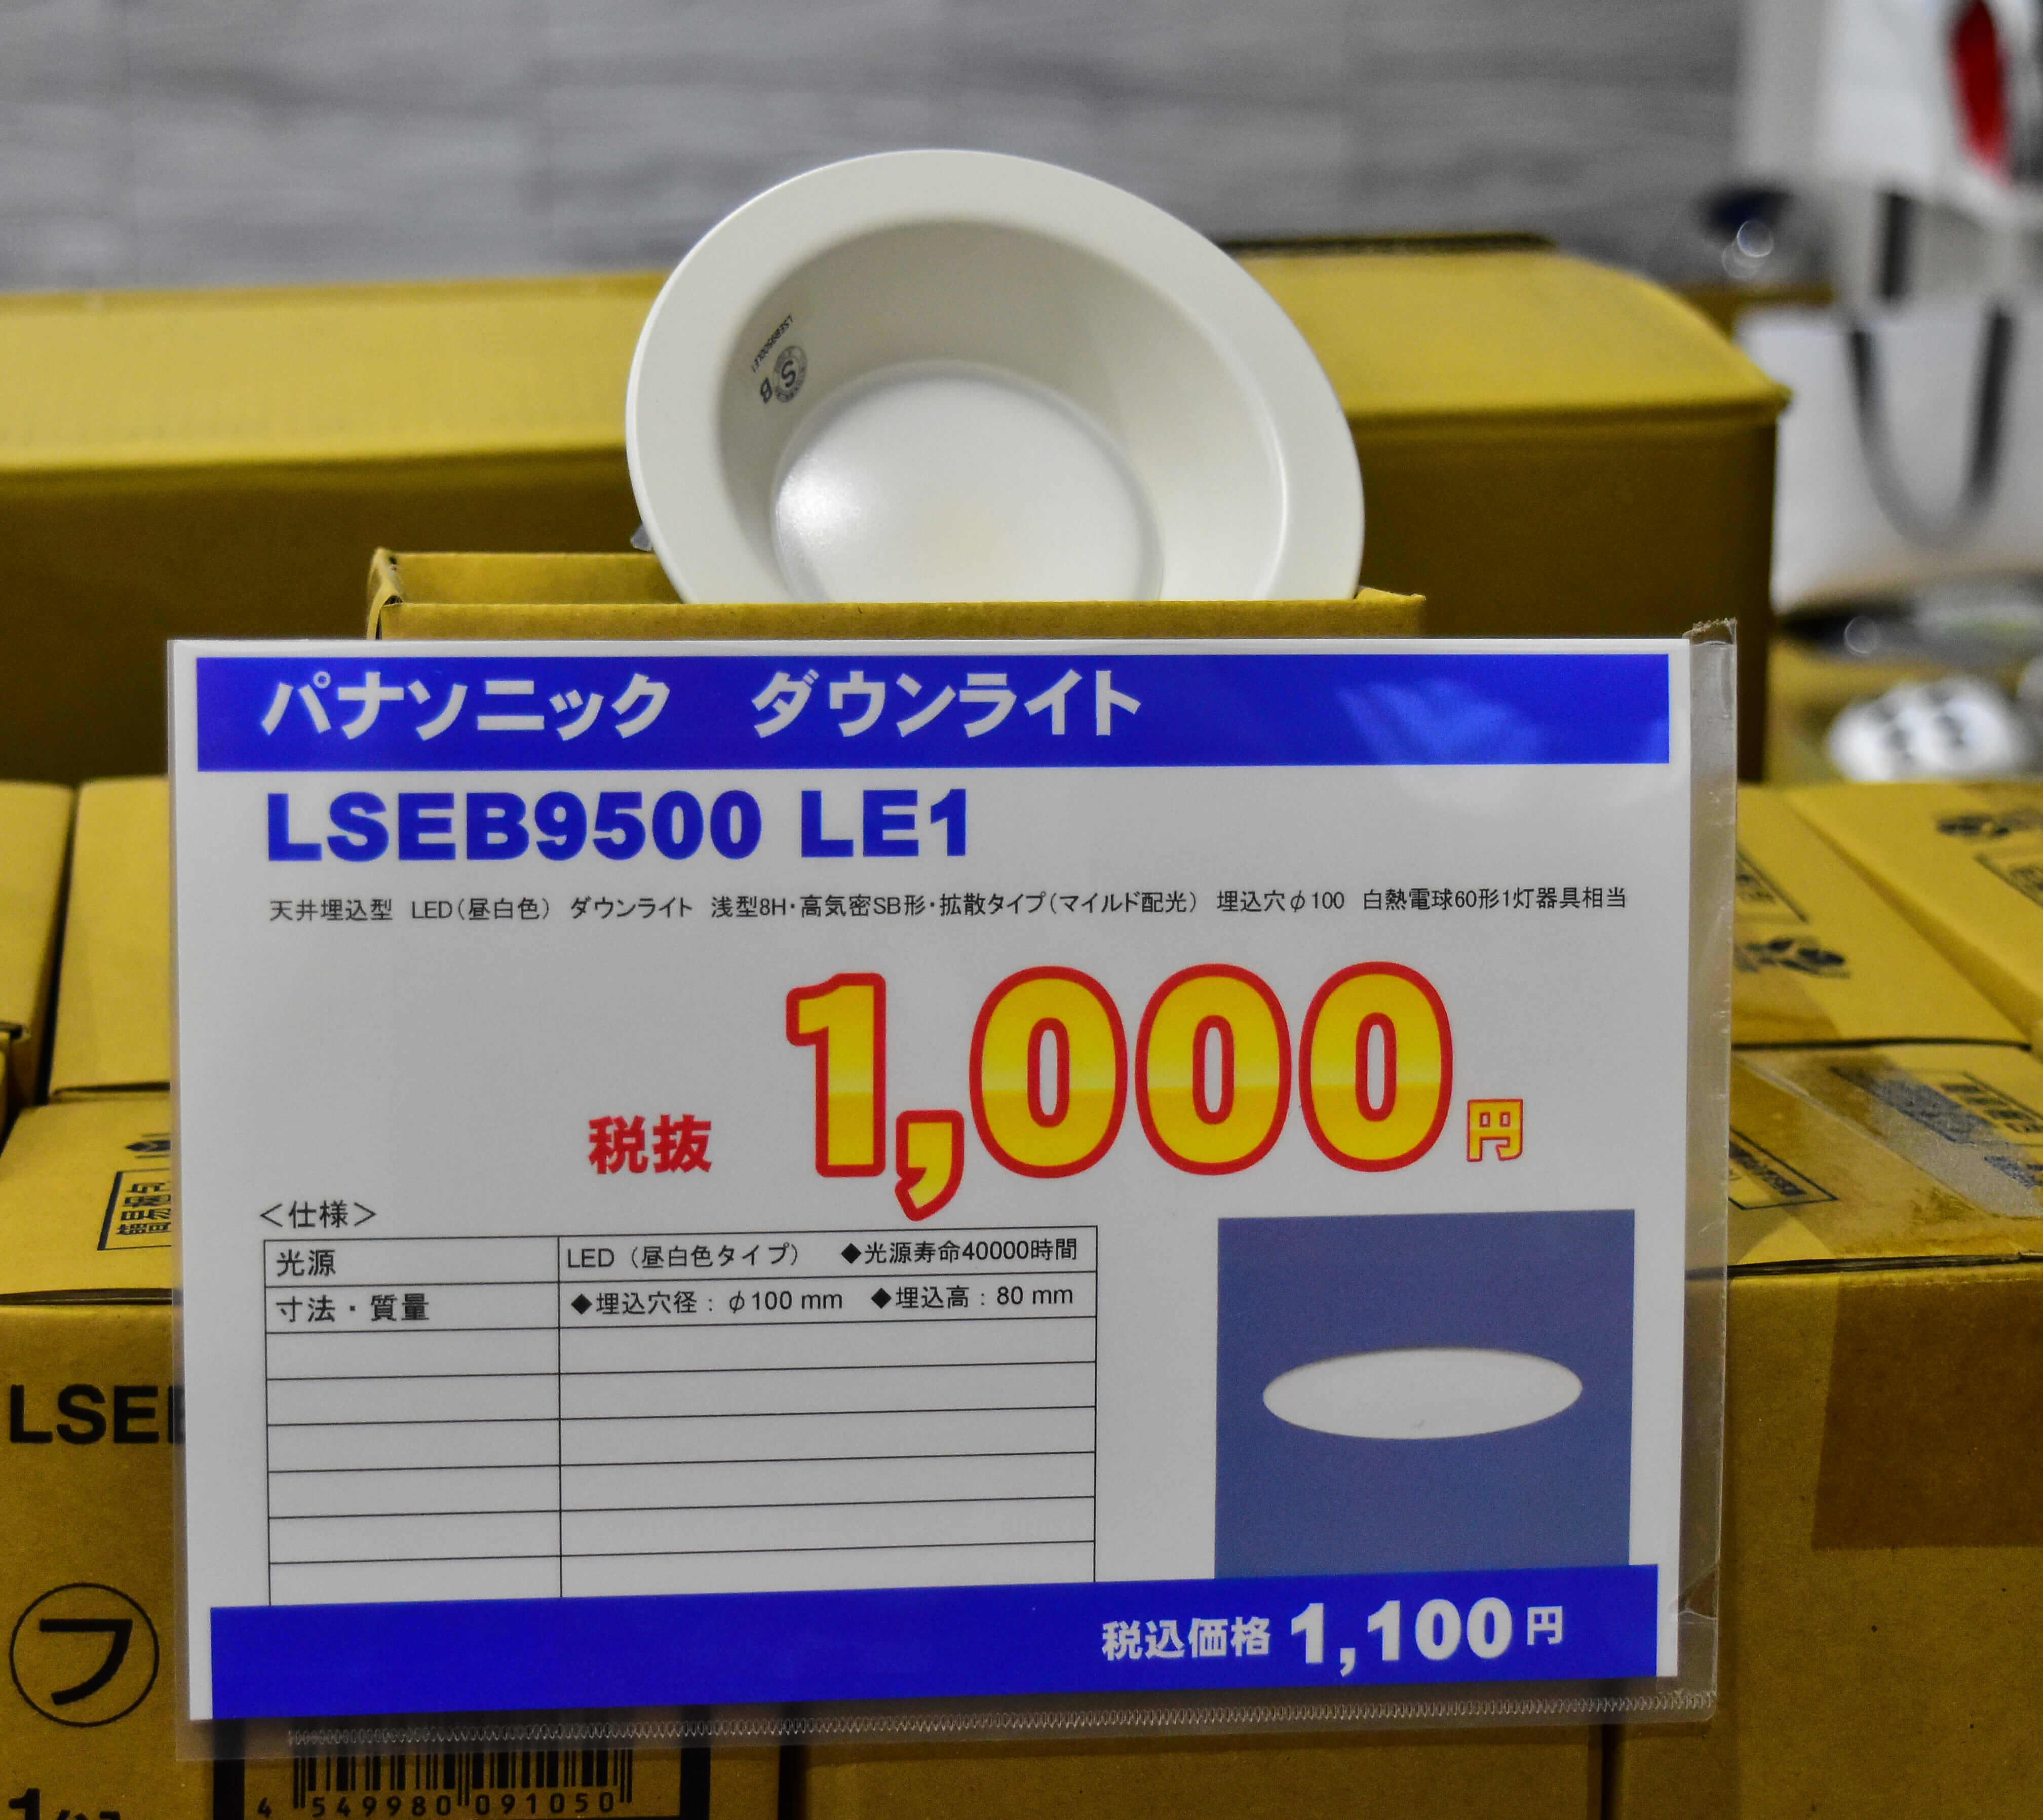 LSEB9500LE1
S B
パナソニック ダウンライト
LSEB9500 LE1
天井埋込型 LED(昼白色) ダウンライト 浅型8H・高気密SB形・拡散タイプ(マイルド配光) 埋込穴φ100 白熱電球60形1灯器具相当
税抜 1,000円
<仕様>
光源 LED(昼白色タイプ) ◆光源寿命40000時間
寸法・質量 ◆埋込穴径:φ100 mm ◆埋込高:80 mm
税込価格 1,100円
LSE
フ
4 549980 091050